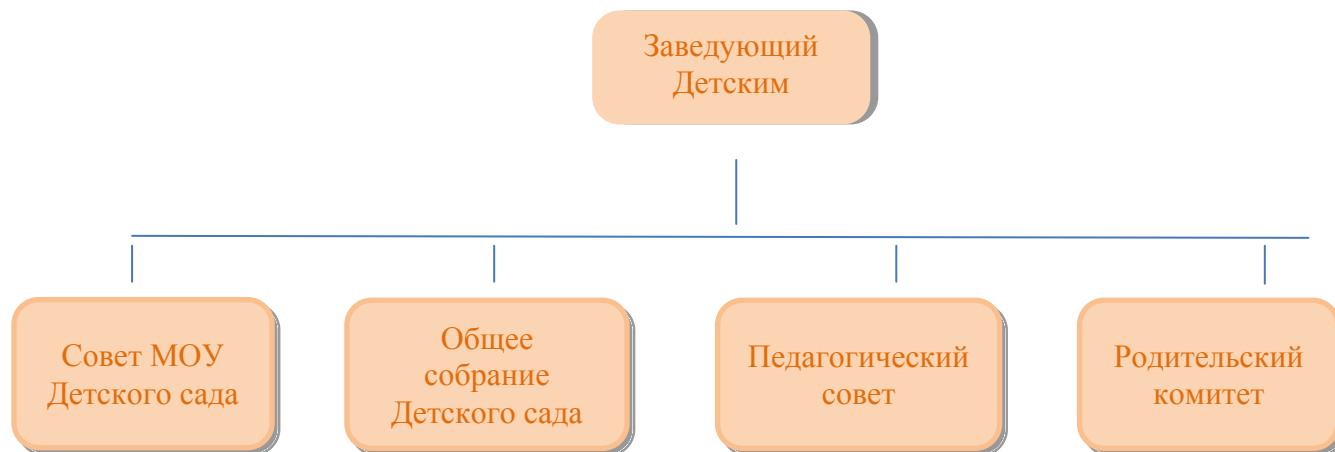 Заведующий
Детским
Совет МОУ
Детского сада
Общее
собрание
Детского сада
Педагогический
совет
Родительский
комитет